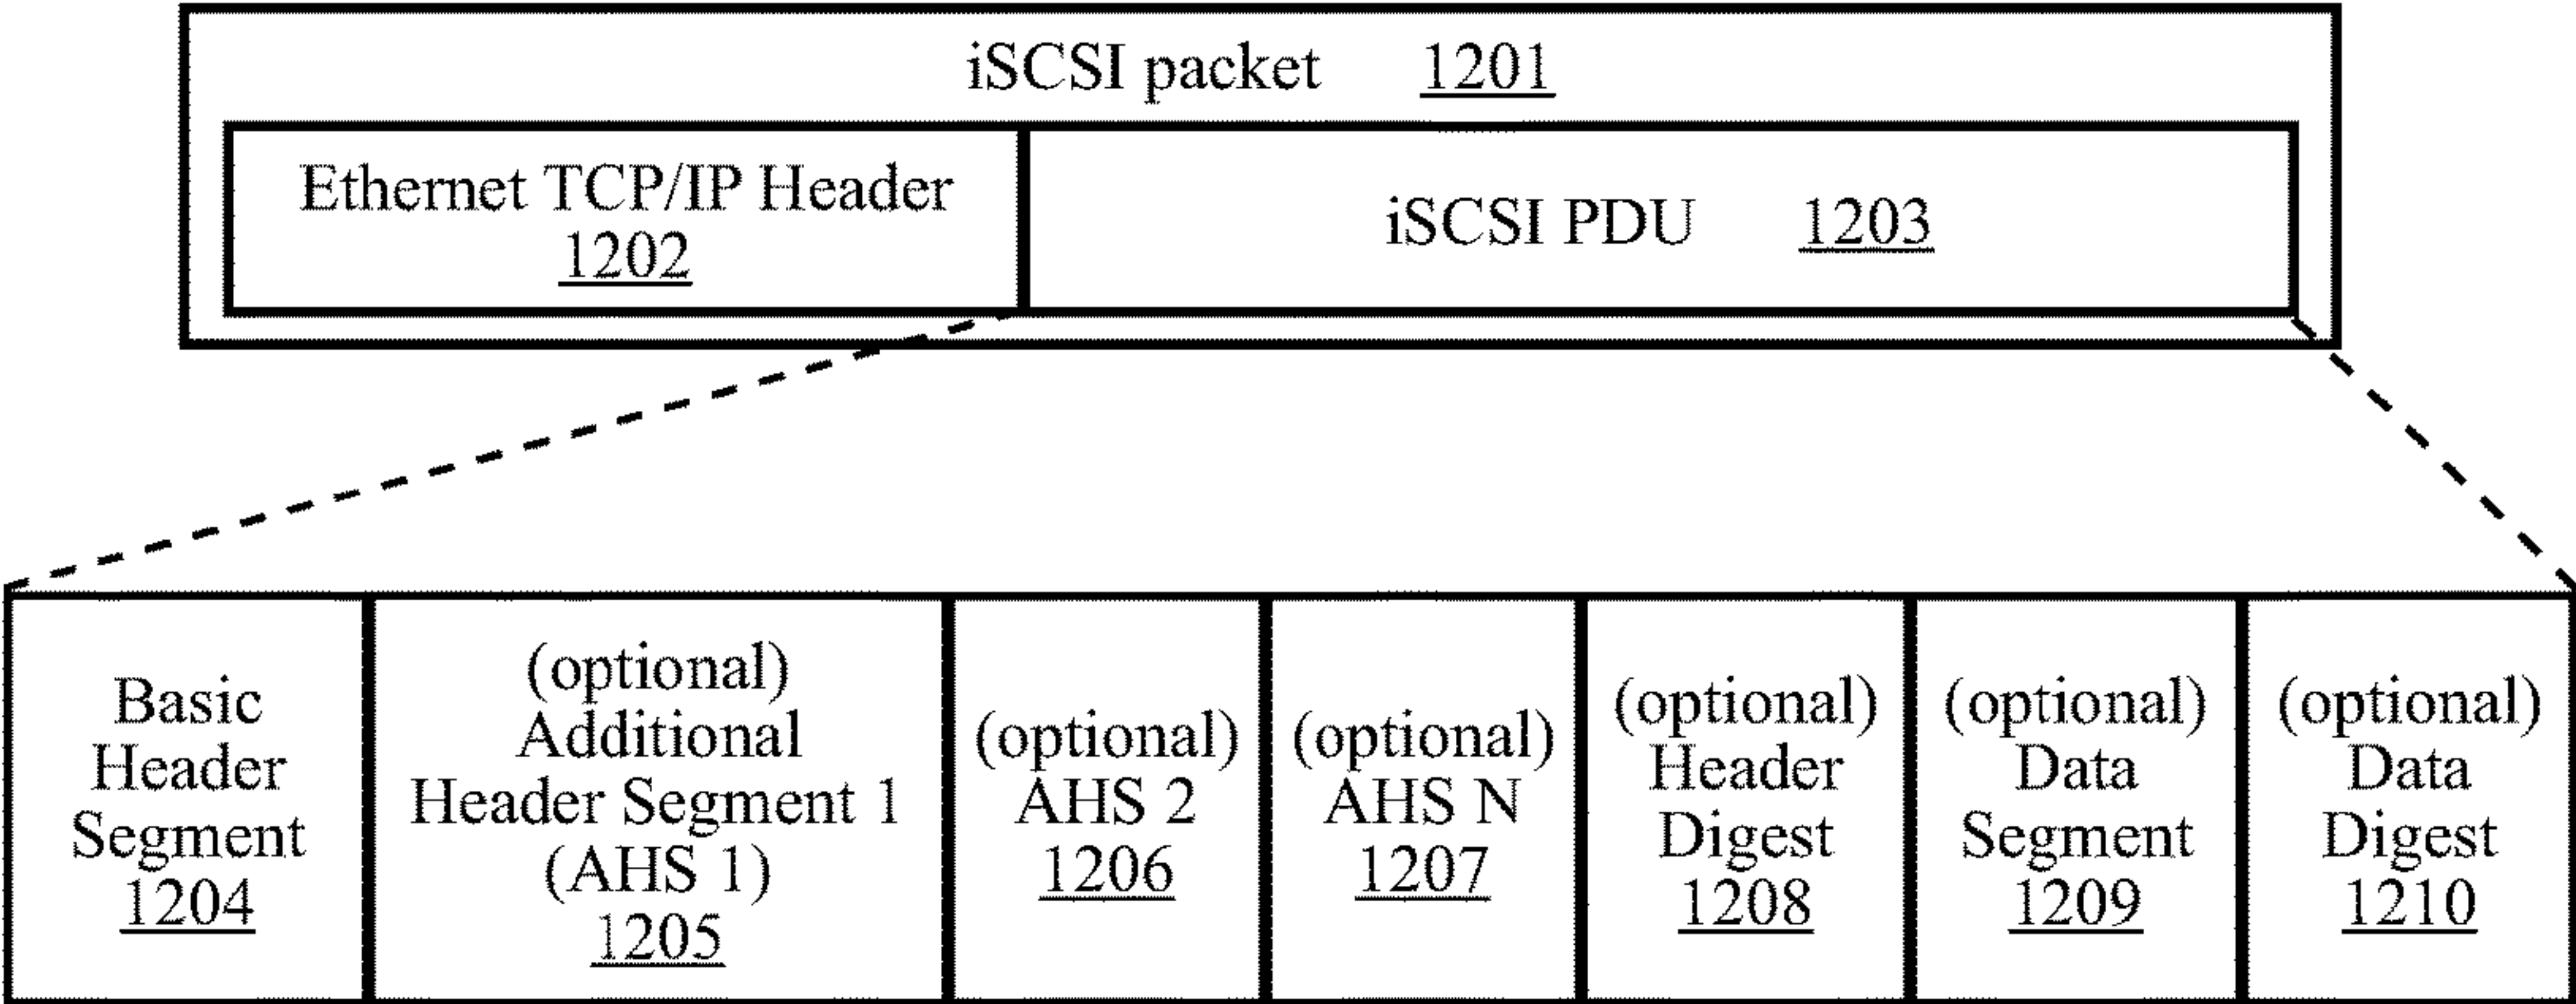 iSCSI packet 1201
Ethernet TCP/IP Header
1202
iSCSI PDU 1203
Basic
Header
Segment
1204
(optional)
Additional
Header Segment 1
(AHS 1)
1205
(optional)
AHS 2
1206
(optional)
AHS N
1207
(optional)
Header
Digest
1208
(optional)
Data
Segment
1209
(optional)
Data
Digest
1210